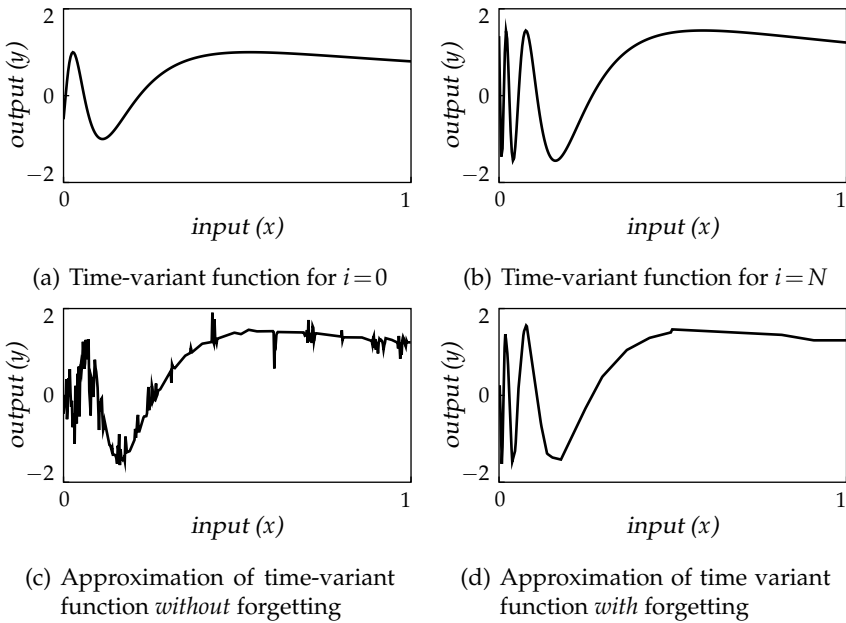 2
0
−2
output (y)
0
1
input (x)
(a) Time-variant function for i=0
2
0
−2
output (y)
0
1
input (x)
(b) Time-variant function for i=N
2
0
−2
output (y)
0
1
input (x)
(c) Approximation of time-variant
function without forgetting
2
0
−2
output (y)
0
1
input (x)
(d) Approximation of time variant
function with forgetting